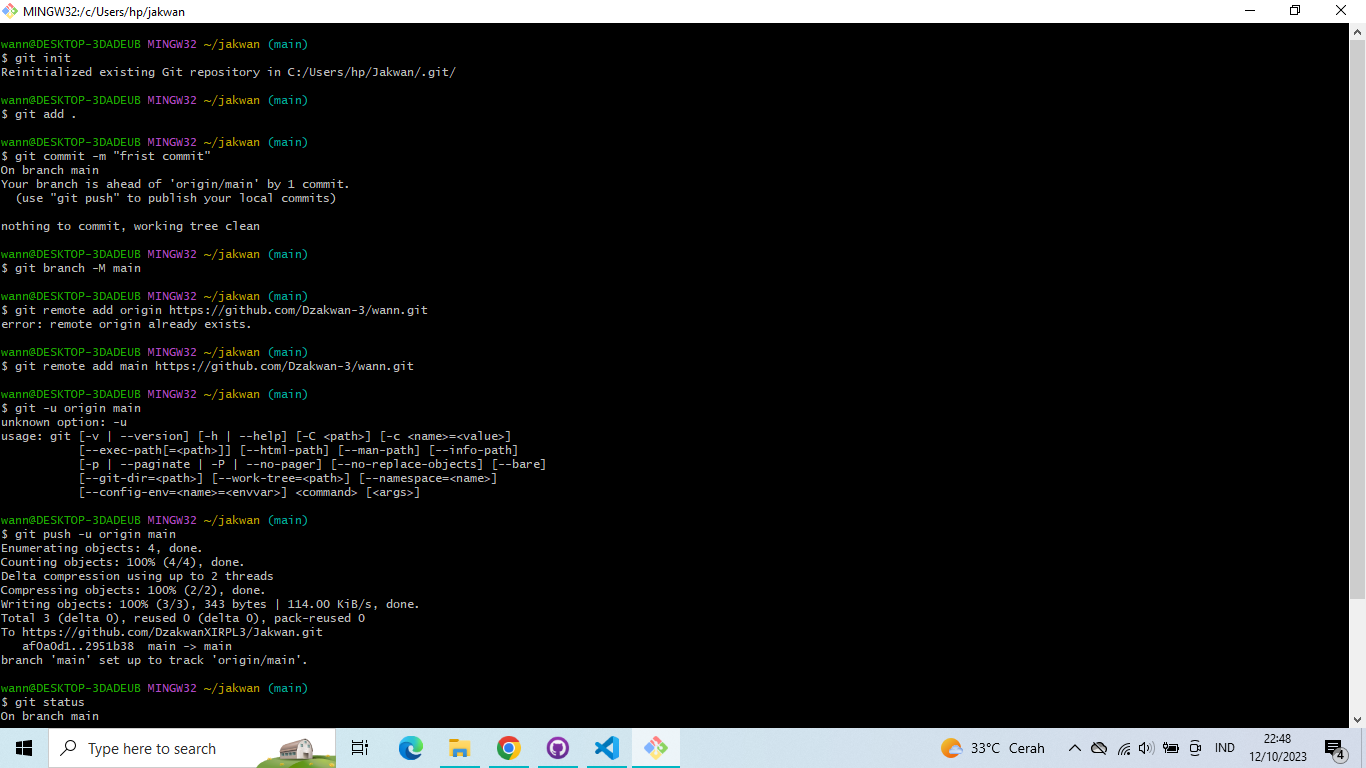 MINGW32:/c/Users/hp/jakwan
wann@DESKTOP-3DADEUB MINGW32 ~/jakwan (main)
$ git init
Reinitialized existing Git repository in C:/Users/hp/Jakwan/.git/
wann@DESKTOP-3DADEUB MINGW32 ~/jakwan (main)
$ git add .
wann@DESKTOP-3DADEUB MINGW32 ~/jakwan (main)
$ git commit -m "frist commit"
On branch main
Your branch is ahead of 'origin/main' by 1 commit.
  (use "git push" to publish your local commits)
nothing to commit, working tree clean
wann@DESKTOP-3DADEUB MINGW32 ~/jakwan (main)
$ git branch -M main
wann@DESKTOP-3DADEUB MINGW32 ~/jakwan (main)
$ git remote add origin https://github.com/Dzakwan-3/wann.git
error: remote origin already exists.
wann@DESKTOP-3DADEUB MINGW32 ~/jakwan (main)
$ git remote add main https://github.com/Dzakwan-3/wann.git
wann@DESKTOP-3DADEUB MINGW32 ~/jakwan (main)
$ git -u origin main
unknown option: -u
usage: git [-v | --version] [-h | --help] [-C <path>] [-c <name>=<value>]
           [--exec-path[=<path>]] [--html-path] [--man-path] [--info-path]
           [-p | --paginate | -P | --no-pager] [--no-replace-objects] [--bare]
           [--git-dir=<path>] [--work-tree=<path>] [--namespace=<name>]
           [--config-env=<name>=<envvar>] <command> [<args>]
wann@DESKTOP-3DADEUB MINGW32 ~/jakwan (main)
$ git push -u origin main
Enumerating objects: 4, done.
Counting objects: 100% (4/4), done.
Delta compression using up to 2 threads
Compressing objects: 100% (2/2), done.
Writing objects: 100% (3/3), 343 bytes | 114.00 KiB/s, done.
Total 3 (delta 0), reused 0 (delta 0), pack-reused 0
To https://github.com/DzakwanXIRPL3/Jakwan.git
   af0a0d1..2951b38  main -> main
branch 'main' set up to track 'origin/main'.
wann@DESKTOP-3DADEUB MINGW32 ~/jakwan (main)
$ git status
On branch main
Type here to search
33°C Cerah
IND
22:48
12/10/2023
4